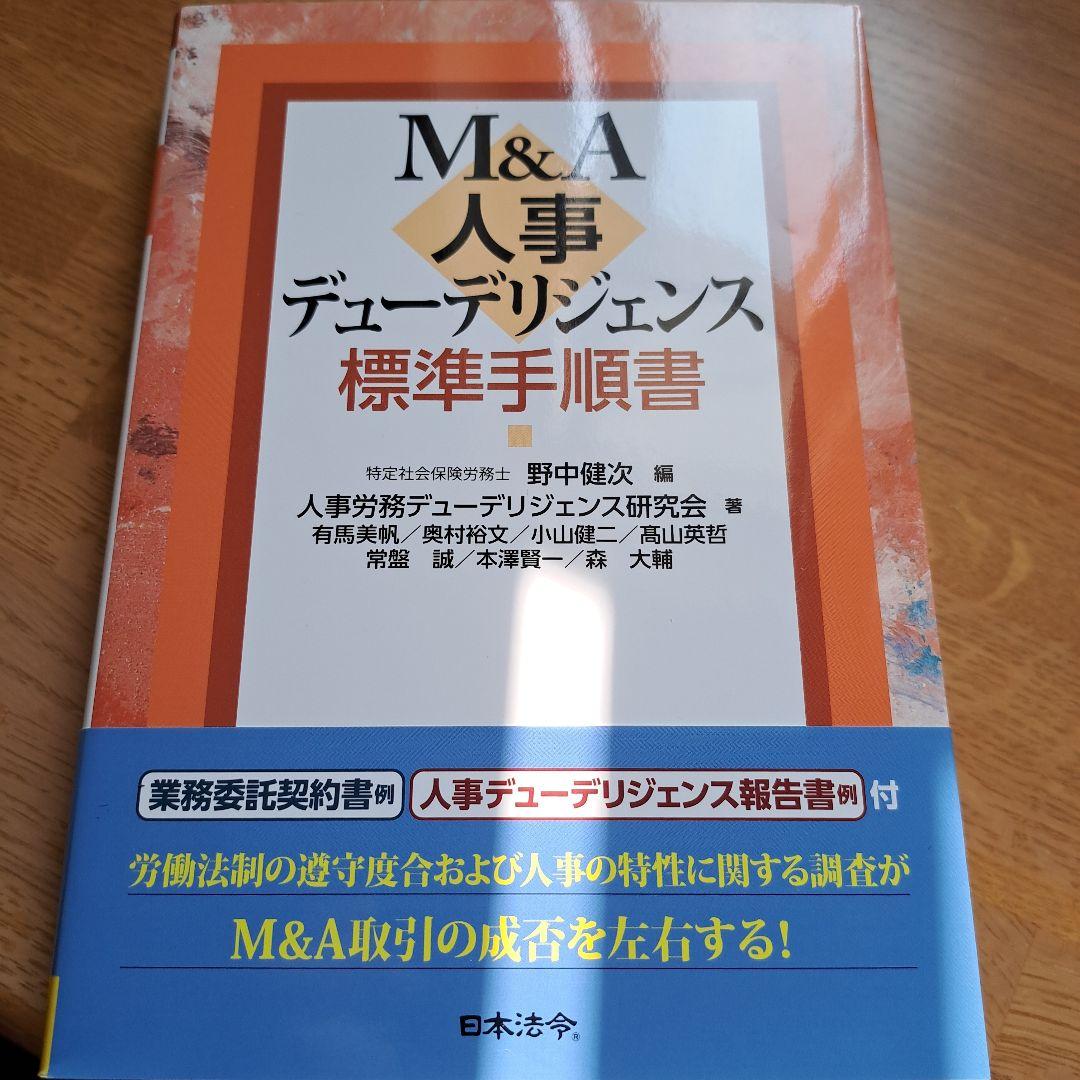 M&A
人事
デューデリジェンス
標準手順書
特定社会保険労務士 野中健次 編
人事労務デューデリジェンス研究会 著
有馬美帆／奥村裕文／小山健二／髙山英哲
常盤 誠／本澤賢一／森 大輔
業務委託契約書例 人事デューデリジェンス報告書例 付
労働法制の遵守度合および人事の特性に関する調査が
M&A取引の成否を左右する!
日本法令®